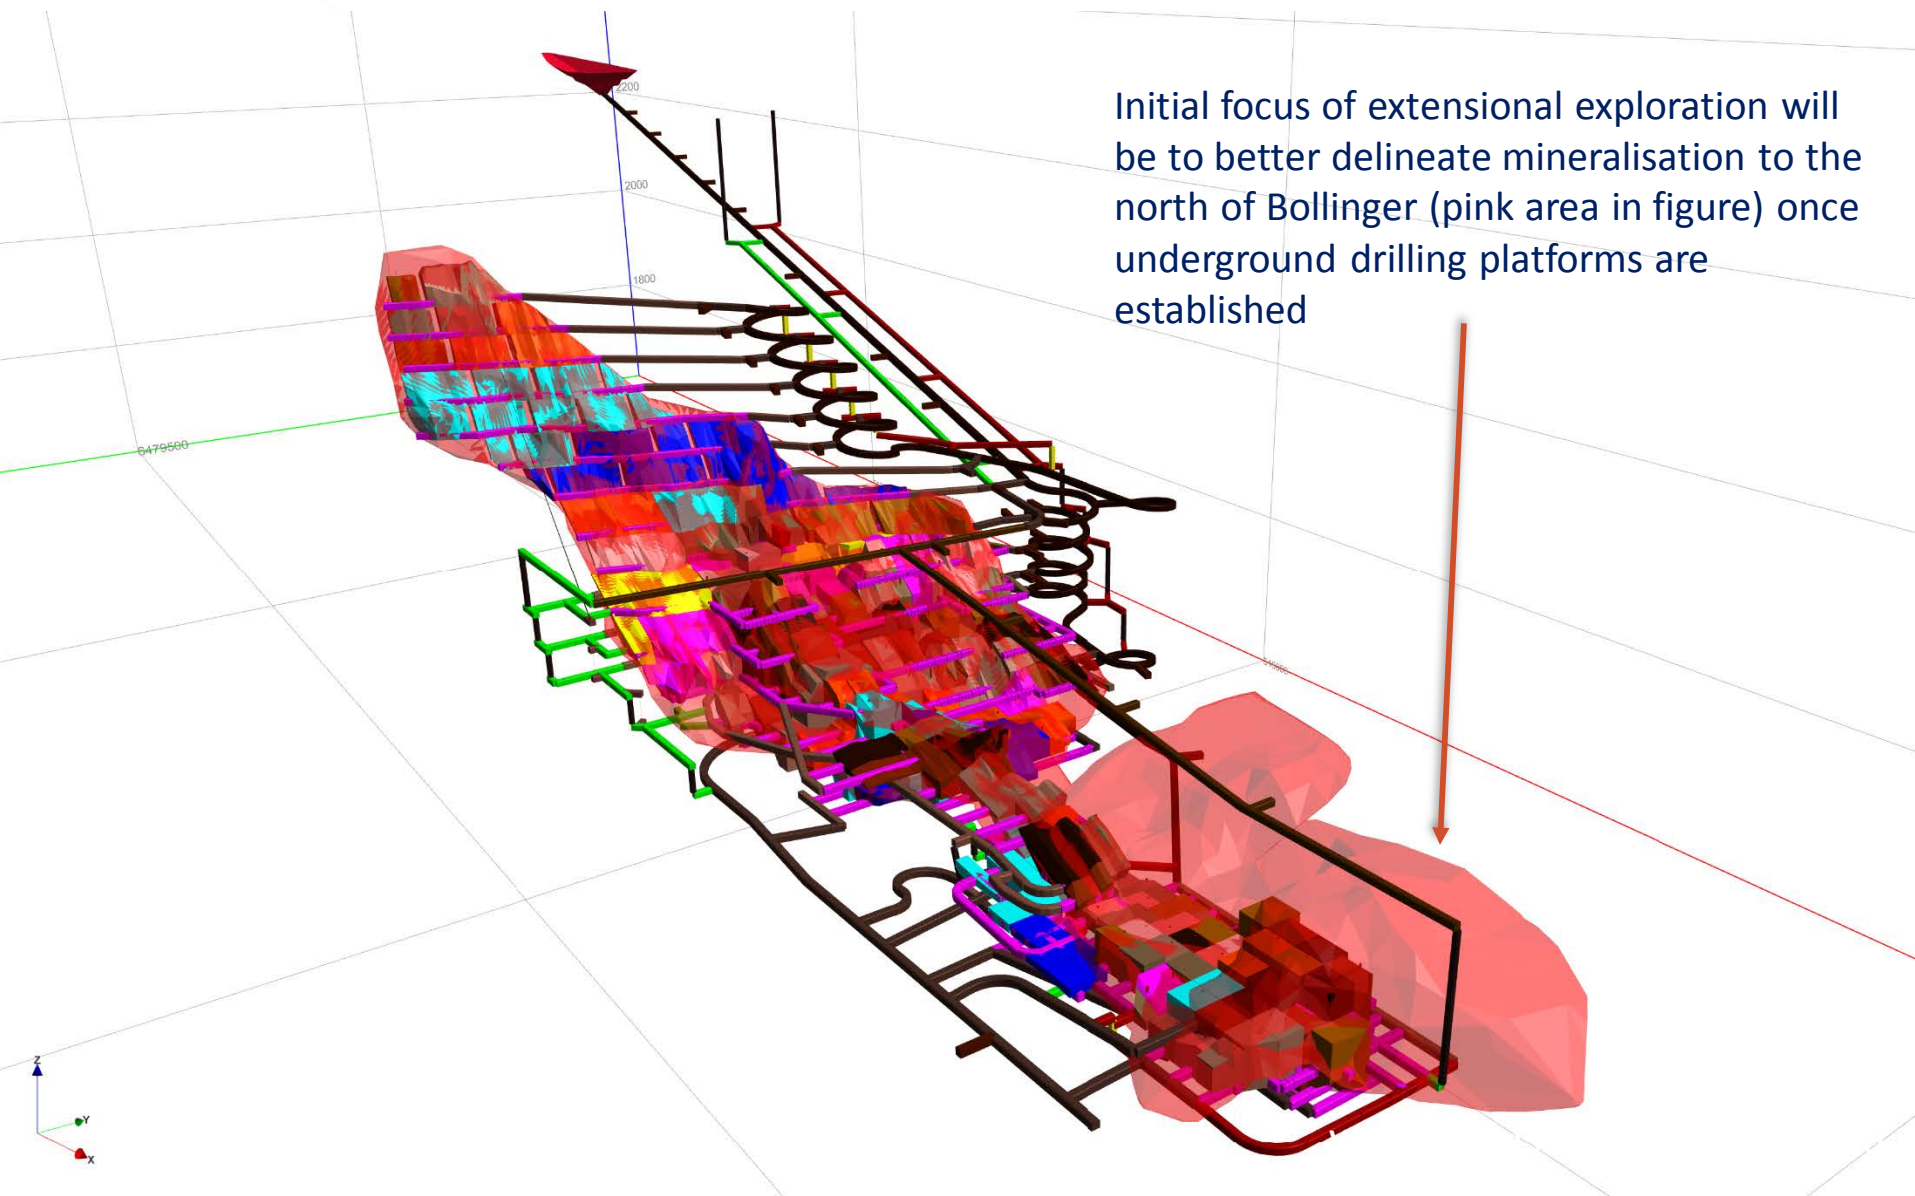 2200
Initial focus of extensional exploration will
be to better delineate mineralisation to the
north of Bollinger (pink area in figure) once
underground drilling platforms are
established
2000
1800
6479500
Z
Y
X